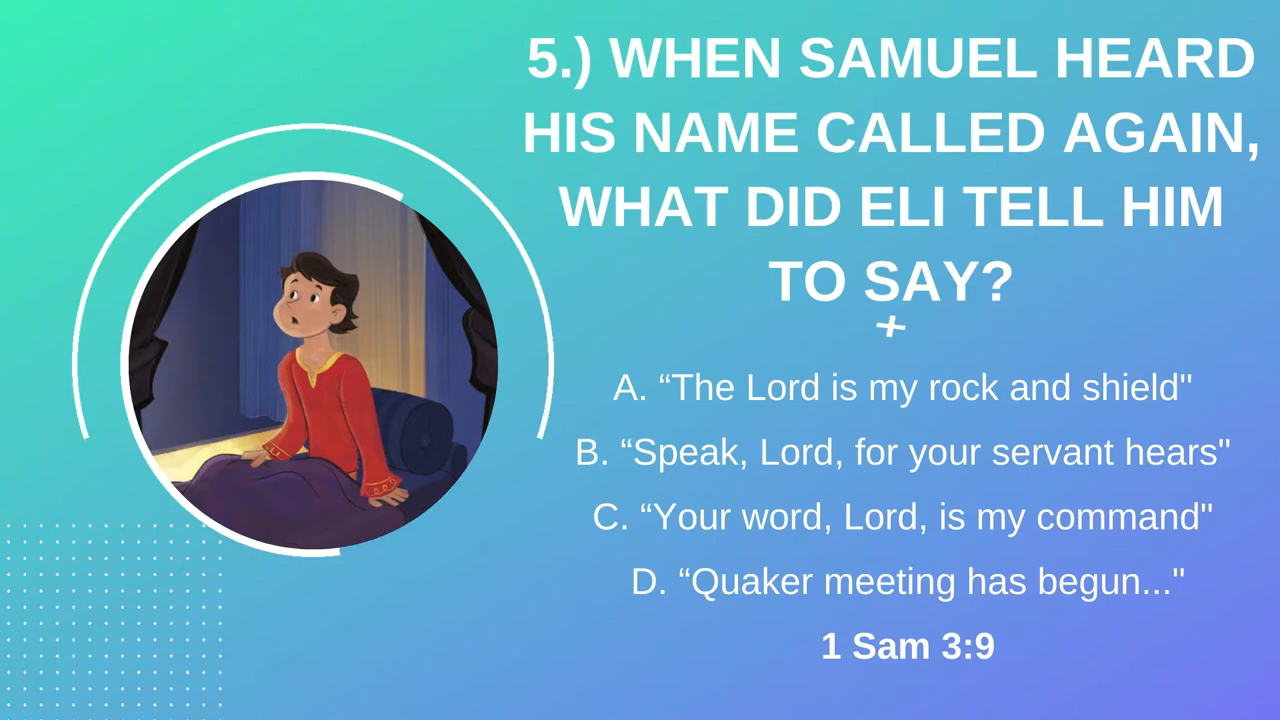 5.) WHEN SAMUEL HEARD
HIS NAME CALLED AGAIN,
WHAT DID ELI TELL HIM
TO SAY?
A. “The Lord is my rock and shield"
B. “Speak, Lord, for your servant hears"
C. “Your word, Lord, is my command"
D. “Quaker meeting has begun..."
1 Sam 3:9